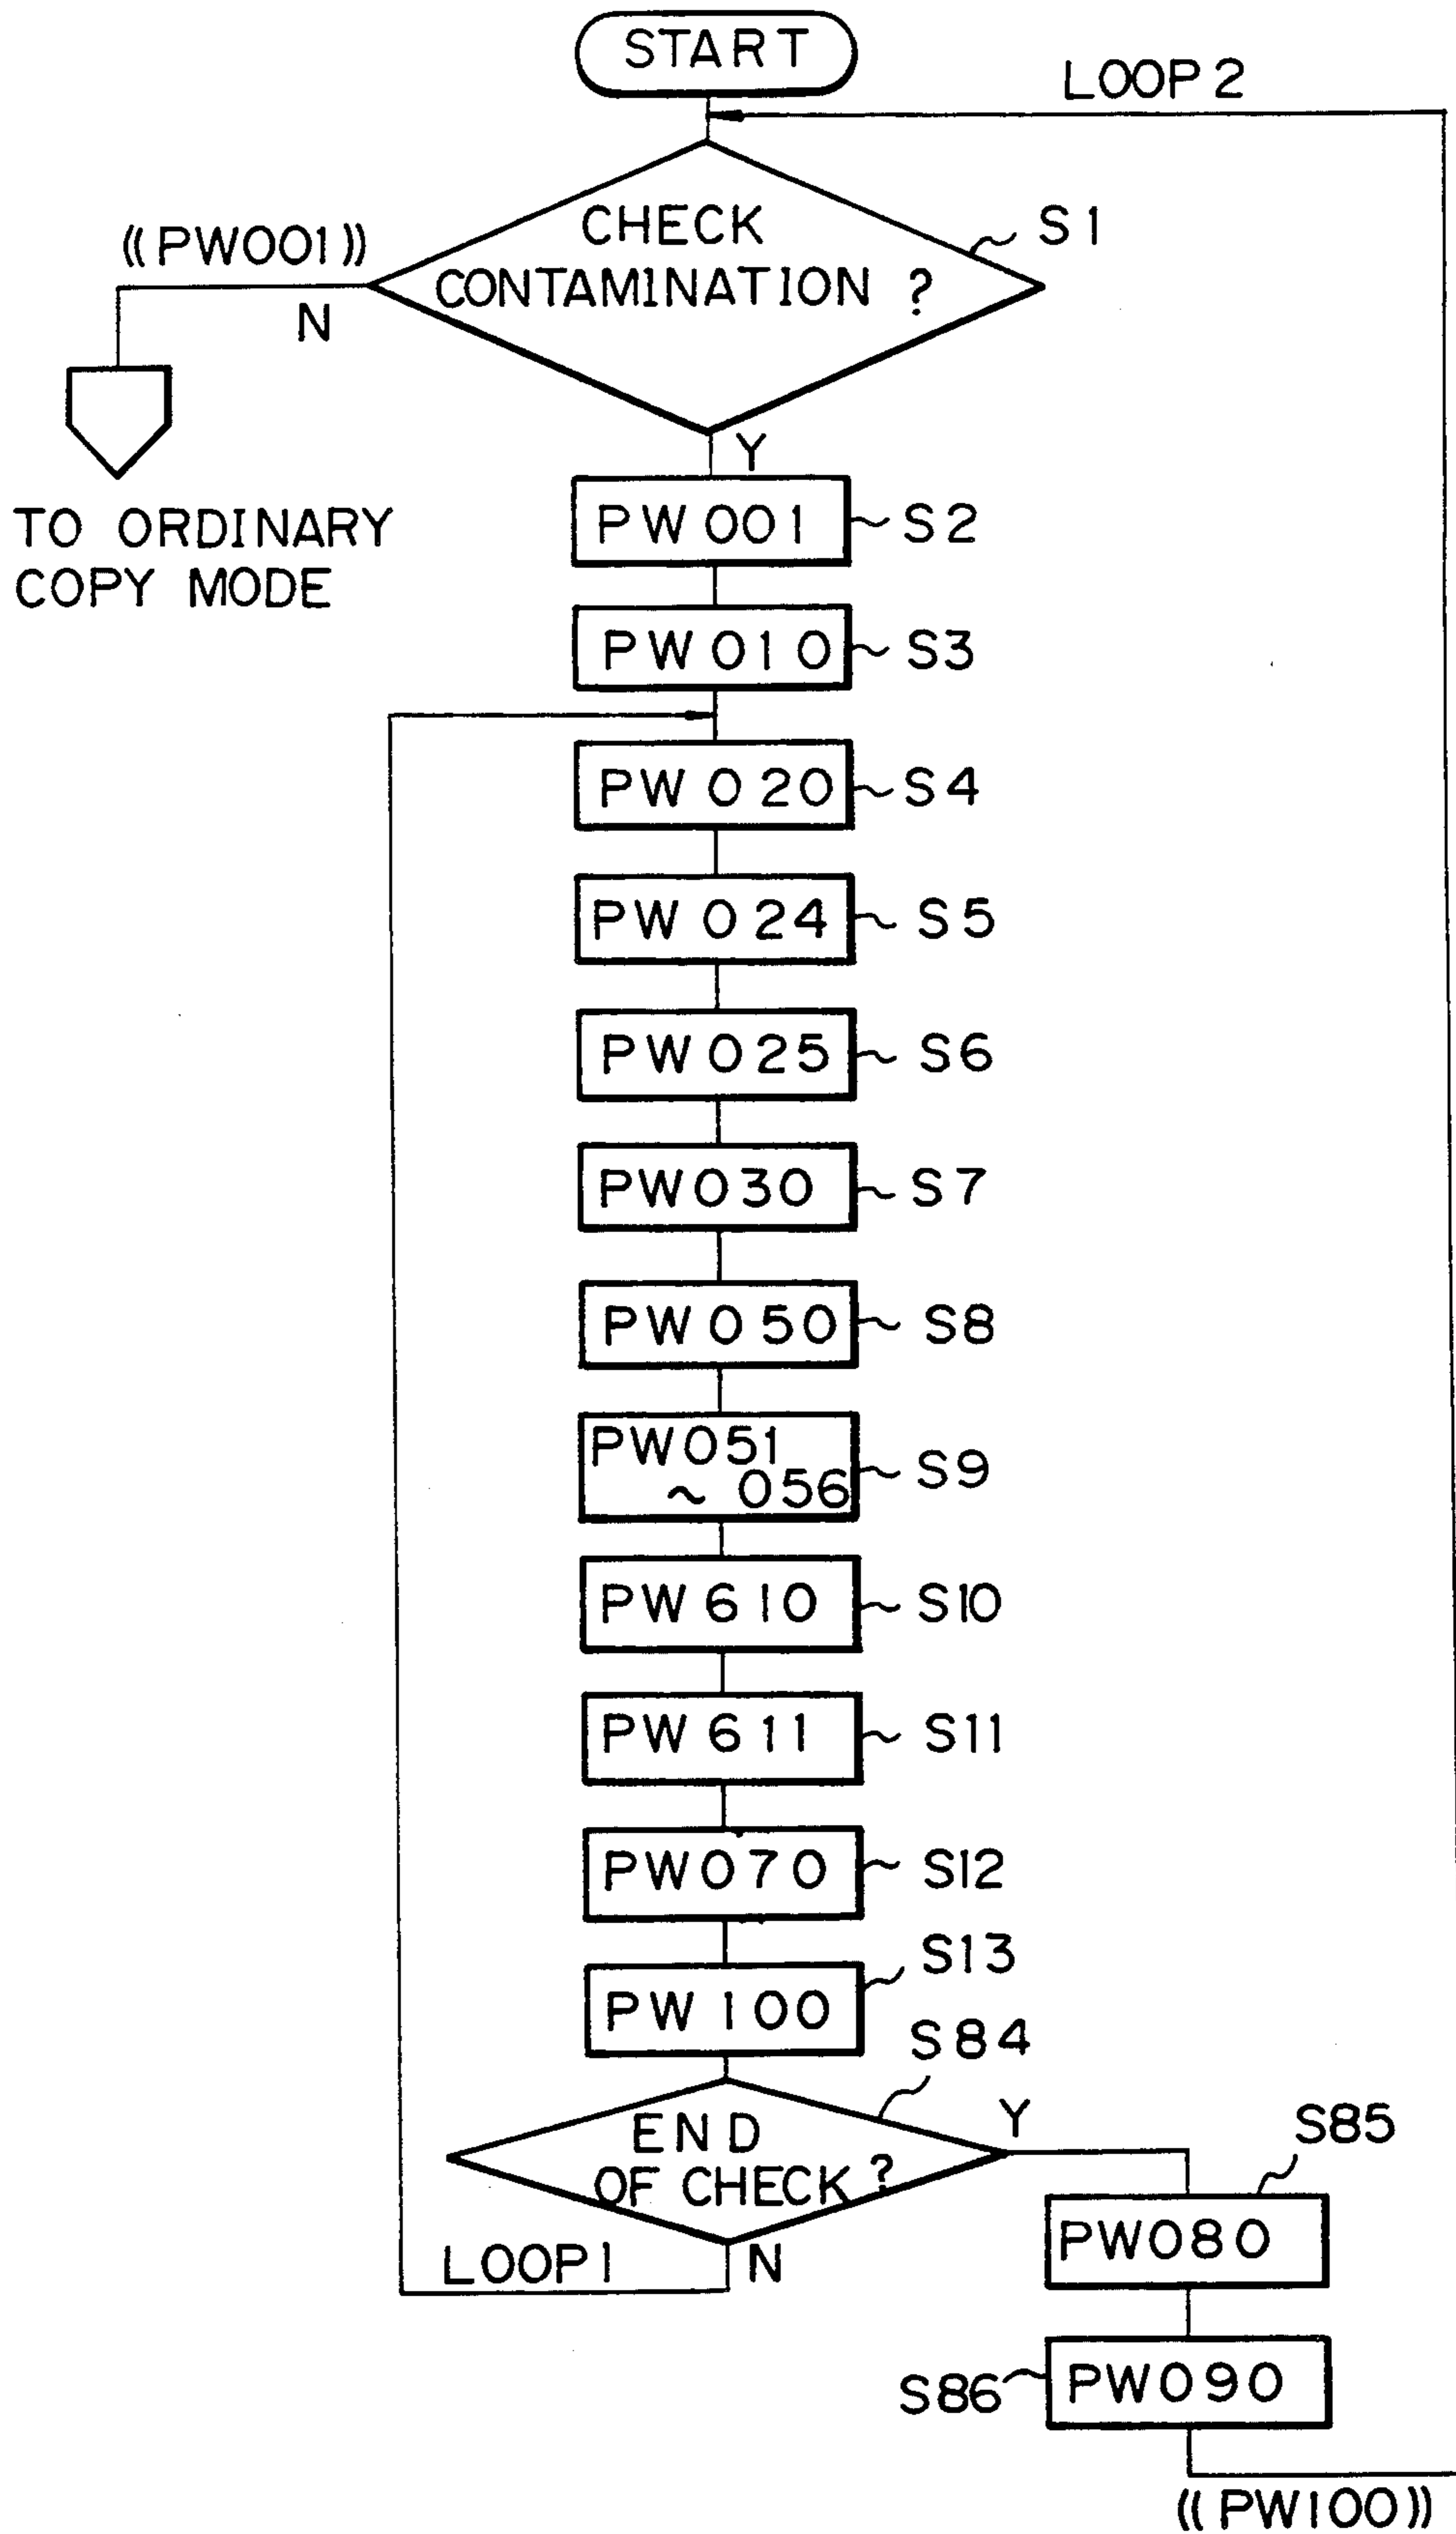 START
LOOP2
CHECK
CONTAMINATION ?
S1
((PW001))
N
TO ORDINARY
COPY MODE
Y
PW001
S2
PW010
S3
PW020
S4
PW024
S5
PW025
S6
PW030
S7
PW050
S8
PW051
~ 056
S9
PW610
S10
PW611
S11
PW070
S12
PW100
S13
S84
END
OF CHECK ?
Y
N
LOOP1
S85
PW080
S86
PW090
((PW100))